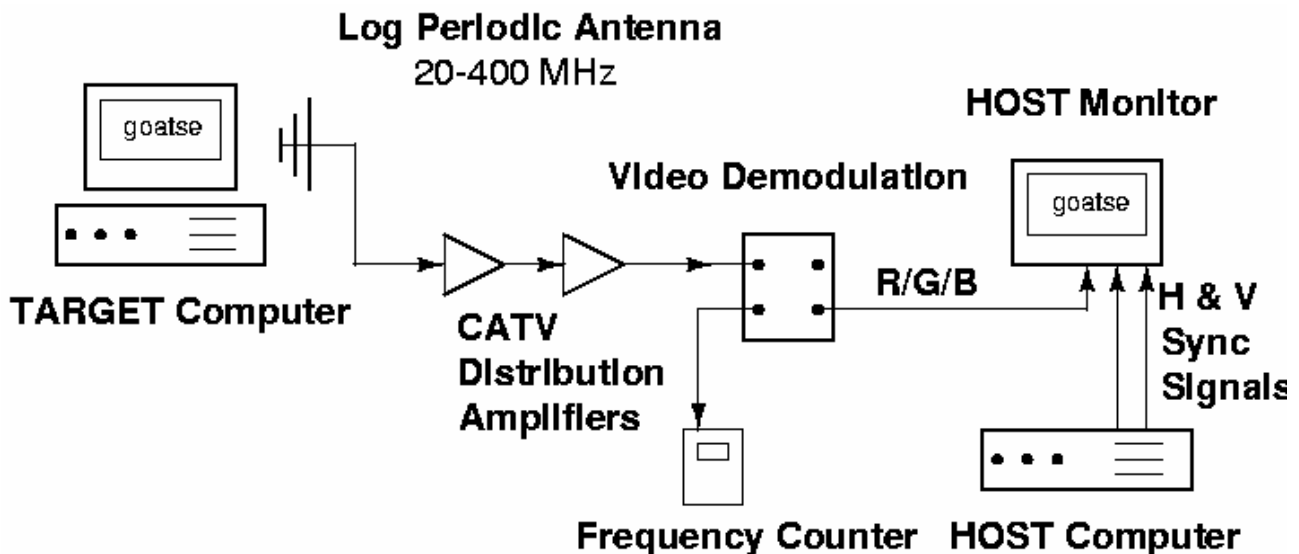 Log Periodic Antenna
20-400 MHz
goatse
TARGET Computer
CATV
Distribution
Amplifiers
Video Demodulation
Frequency Counter
R/G/B
HOST Monitor
goatse
H & V
Sync
Signals
HOST Computer